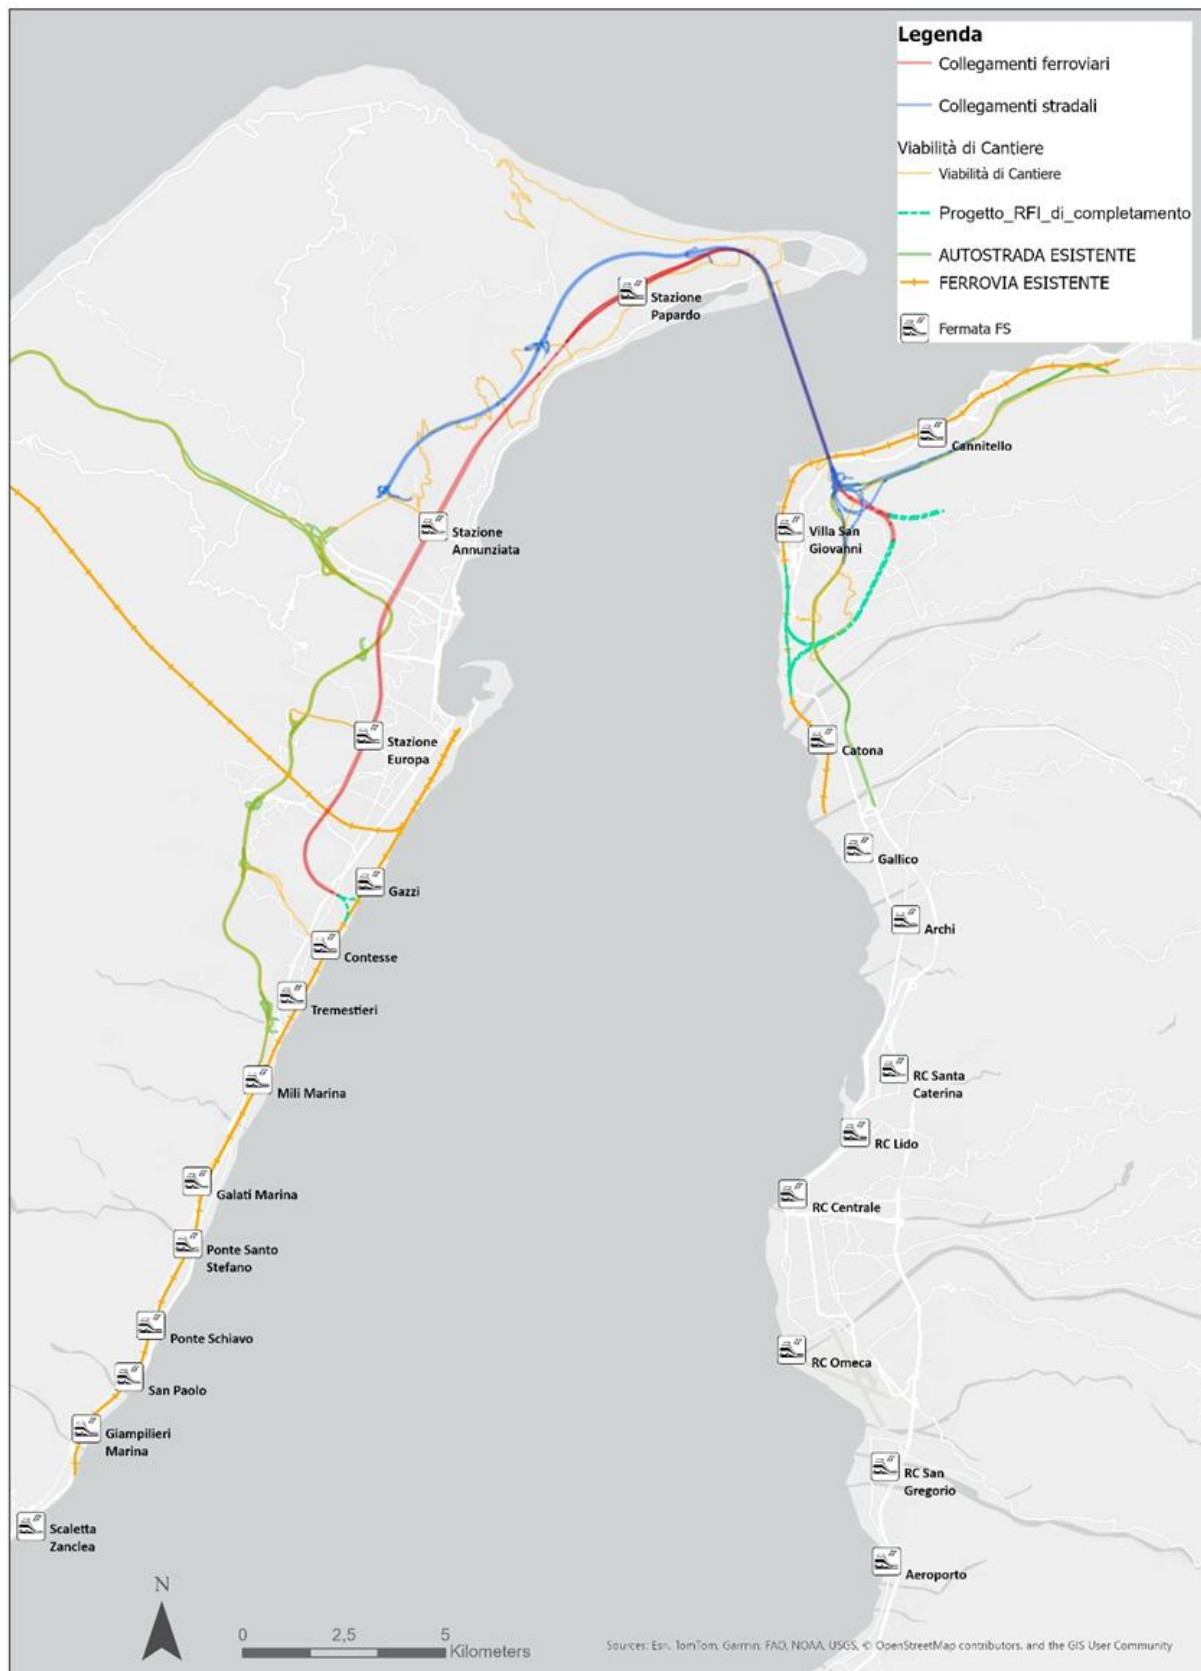 Legenda
Collegamenti ferroviari
Collegamenti stradali
Viabilità di Cantiere
Viabilità di Cantiere
Progetto_RFI_di_completamento
AUTOSTRADA ESISTENTE
FERROVIA ESISTENTE
Fermata FS
Stazione
Papardo
Cannitello
Stazione
Annunziata
Villa San
Giovanni
Stazione
Europa
Catona
Gallico
Gazzi
Archi
Contesse
Tremestieri
RC Santa
Caterina
Mili Marina
RC Lido
Galati Marina
RC Centrale
Ponte Santo
Stefano
Ponte Schiavo
RC Omeca
San Paolo
Giampilieri
Marina
RC San
Gregorio
Scaletta
Zanclea
Aeroporto
N
0 2,5 5
Kilometers
Sources: Esri, TomTom, Garmin, FAO, NOAA, USGS, © OpenStreetMap contributors, and the GIS User Community